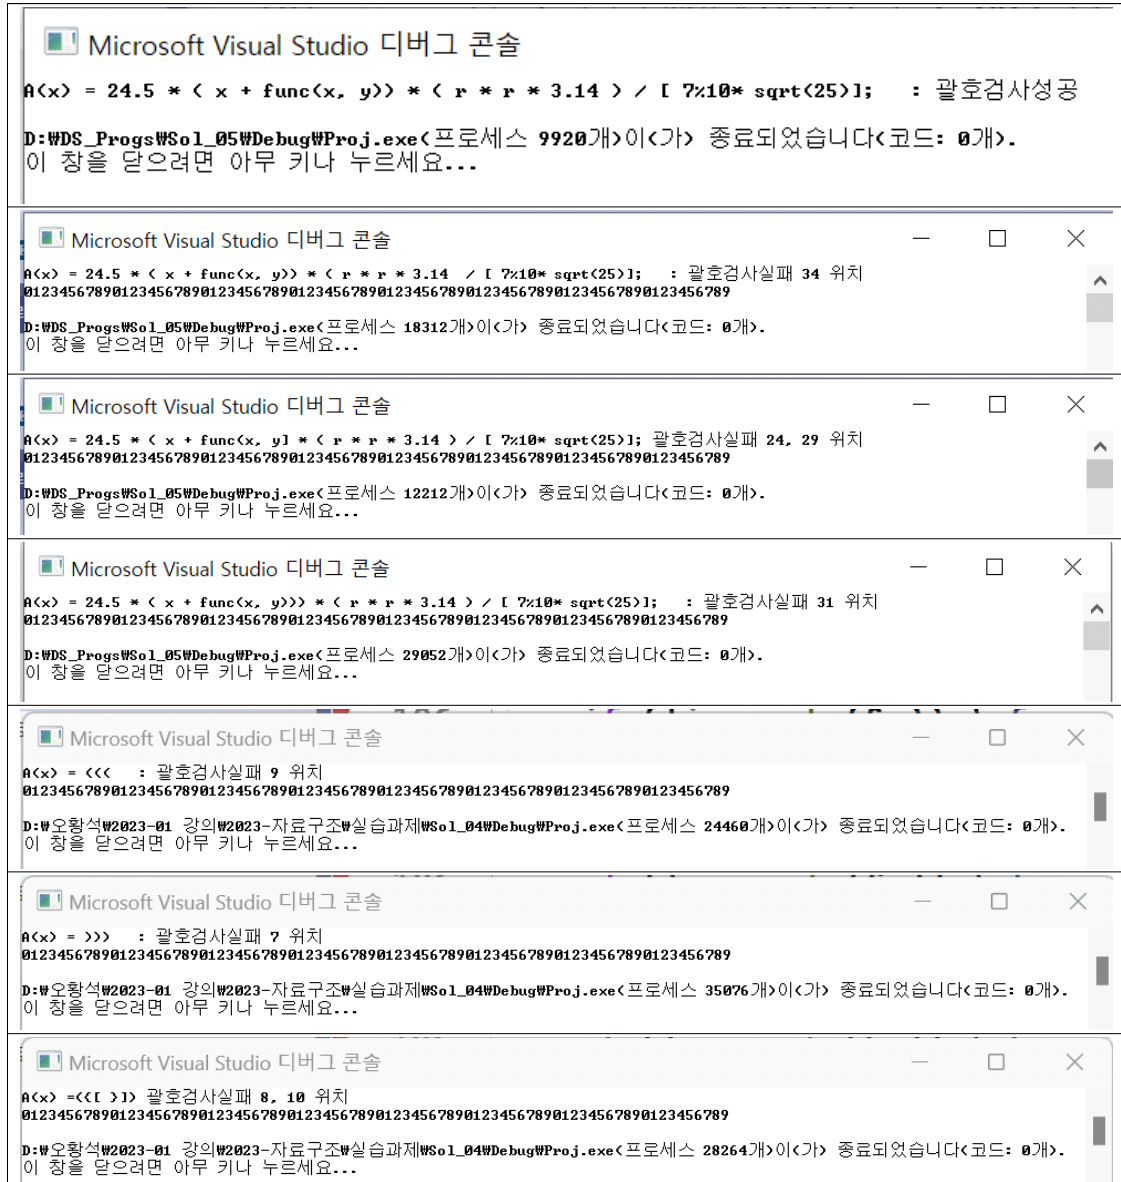 Microsoft Visual Studio 디버그 콘솔
A(x) = 24.5 * ( x + func(x, y)) * ( r * r * 3.14 ) / [ 7%10* sqrt(25)];   : 괄호검사성공
D:₩DS_Progs₩Sol_05₩Debug₩Proj.exe(프로세스 9920개)이(가) 종료되었습니다(코드: 0개).
이 창을 닫으려면 아무 키나 누르세요...
Microsoft Visual Studio 디버그 콘솔
A(x) = 24.5 * ( x + func(x, y)) * ( r * r * 3.14  / [ 7%10* sqrt(25)];   : 괄호검사실패 34 위치
0123456789012345678901234567890123456789012345678901234567890123456789
D:₩DS_Progs₩Sol_05₩Debug₩Proj.exe(프로세스 18312개)이(가) 종료되었습니다(코드: 0개).
이 창을 닫으려면 아무 키나 누르세요...
Microsoft Visual Studio 디버그 콘솔
A(x) = 24.5 * ( x + func(x, y] * ( r * r * 3.14 ) / [ 7%10* sqrt(25)]; 괄호검사실패 24, 29 위치
0123456789012345678901234567890123456789012345678901234567890123456789
D:₩DS_Progs₩Sol_05₩Debug₩Proj.exe(프로세스 12212개)이(가) 종료되었습니다(코드: 0개).
이 창을 닫으려면 아무 키나 누르세요...
Microsoft Visual Studio 디버그 콘솔
A(x) = 24.5 * ( x + func(x, y))) * ( r * r * 3.14 ) / [ 7%10* sqrt(25)];   : 괄호검사실패 31 위치
0123456789012345678901234567890123456789012345678901234567890123456789
D:₩DS_Progs₩Sol_05₩Debug₩Proj.exe(프로세스 29052개)이(가) 종료되었습니다(코드: 0개).
이 창을 닫으려면 아무 키나 누르세요...
Microsoft Visual Studio 디버그 콘솔
A(x) = (((   : 괄호검사실패 9 위치
0123456789012345678901234567890123456789012345678901234567890123456789
D:₩오황석₩2023-01 강의₩2023-자료구조₩실습과제₩Sol_04₩Debug₩Proj.exe(프로세스 24460개)이(가) 종료되었습니다(코드: 0개).
이 창을 닫으려면 아무 키나 누르세요...
Microsoft Visual Studio 디버그 콘솔
A(x) = )))   : 괄호검사실패 7 위치
0123456789012345678901234567890123456789012345678901234567890123456789
D:₩오황석₩2023-01 강의₩2023-자료구조₩실습과제₩Sol_04₩Debug₩Proj.exe(프로세스 35076개)이(가) 종료되었습니다(코드: 0개).
이 창을 닫으려면 아무 키나 누르세요...
Microsoft Visual Studio 디버그 콘솔
A(x) =(([ )]) 괄호검사실패 8, 10 위치
0123456789012345678901234567890123456789012345678901234567890123456789
D:₩오황석₩2023-01 강의₩2023-자료구조₩실습과제₩Sol_04₩Debug₩Proj.exe(프로세스 28264개)이(가) 종료되었습니다(코드: 0개).
이 창을 닫으려면 아무 키나 누르세요...